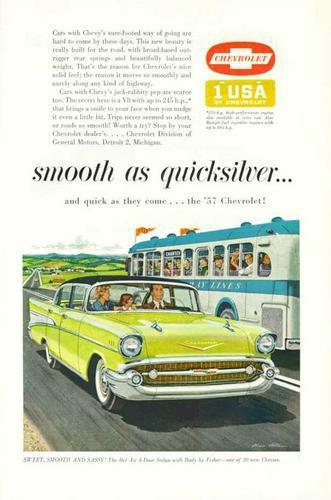 Cars with Chevy's sure-footed way of going are
hard to come by these days. This new beauty is
really built for the road, with broad-based out-
rigger rear springs and beautifully balanced
weight. That's the reason for Chevrolet's nice
solid feel; the reason it moves so smoothly and
surely along any kind of highway.
Cars with Chevy's jack-rabbity pep are scarce
too. The secret here is a V8 with up to 245 h.p.,*
that brings a smile to your face when you nudge
it even a little bit. Trips never seemed so short,
or roads so smooth! Worth a try? Stop by your
Chevrolet dealer's. . . . Chevrolet Division of
General Motors, Detroit 2, Michigan.
CHEVROLET
1 USA
BY CHEVROLET
smooth as quicksilver...
and quick as they come . . . the '57 Chevrolet!
CHARTER
AY LINES
Chevrolet
SWEET, SMOOTH AND SASSY! The Bel Air 4-Door Sedan with Body by Fisher—one of 20 new Chevies.